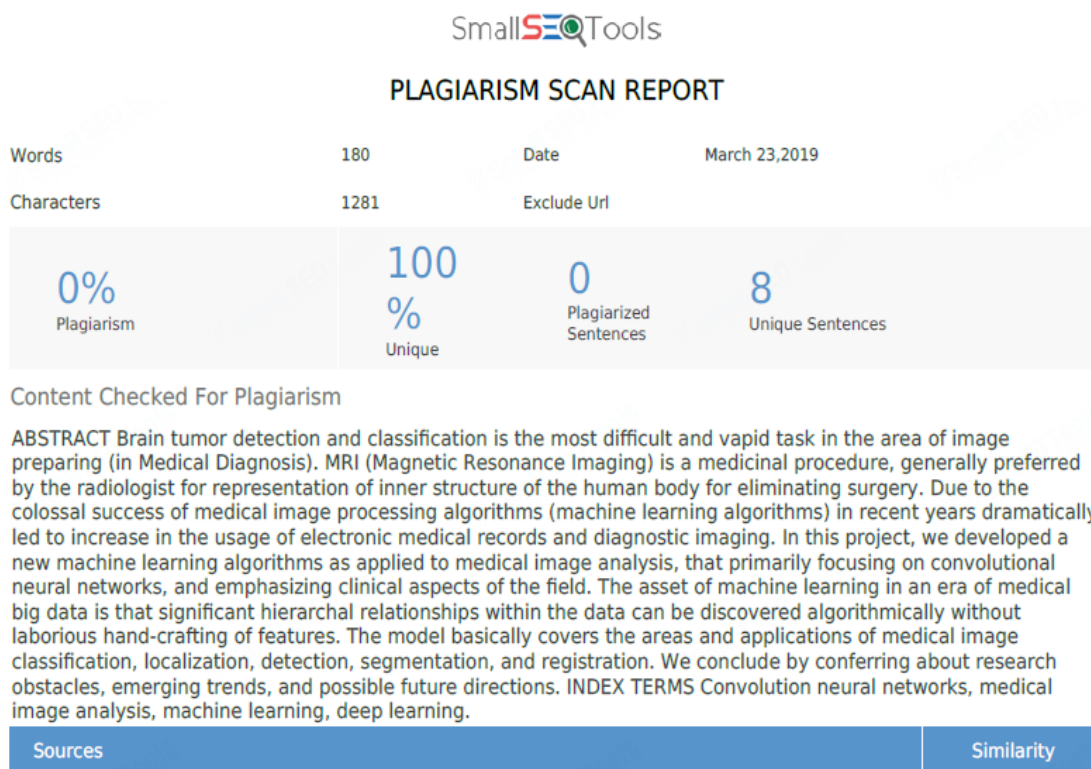 SmallSEOTools
PLAGIARISM SCAN REPORT
Words 180 Date March 23,2019
Characters 1281 Exclude Url
0%
Plagiarism
100
%
Unique
0
Plagiarized
Sentences
8
Unique Sentences
Content Checked For Plagiarism
ABSTRACT Brain tumor detection and classification is the most difficult and vapid task in the area of image
preparing (in Medical Diagnosis). MRI (Magnetic Resonance Imaging) is a medicinal procedure, generally preferred
by the radiologist for representation of inner structure of the human body for eliminating surgery. Due to the
colossal success of medical image processing algorithms (machine learning algorithms) in recent years dramatically
led to increase in the usage of electronic medical records and diagnostic imaging. In this project, we developed a
new machine learning algorithms as applied to medical image analysis, that primarily focusing on convolutional
neural networks, and emphasizing clinical aspects of the field. The asset of machine learning in an era of medical
big data is that significant hierarchal relationships within the data can be discovered algorithmically without
laborious hand-crafting of features. The model basically covers the areas and applications of medical image
classification, localization, detection, segmentation, and registration. We conclude by conferring about research
obstacles, emerging trends, and possible future directions. INDEX TERMS Convolution neural networks, medical
image analysis, machine learning, deep learning.
Sources Similarity